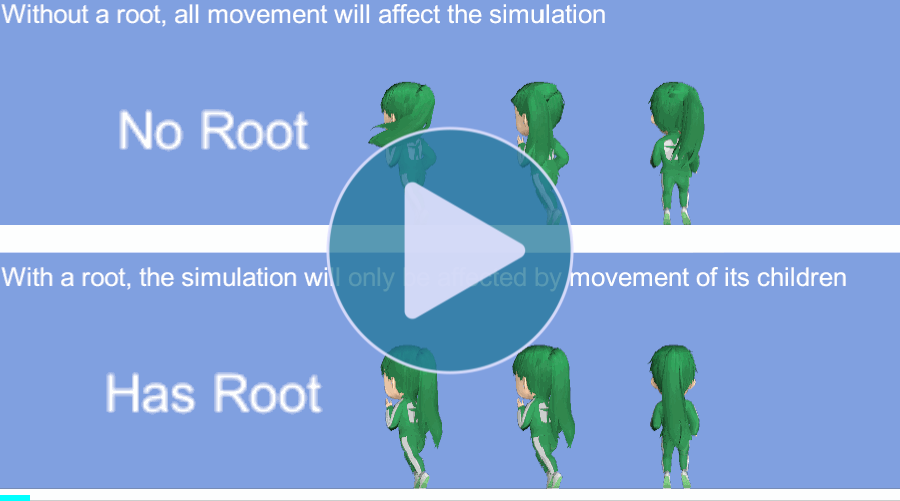 Without a root, all movement will affect the simulation
No Root
With a root, the simulation will only be affected by movement of its children
Has Root